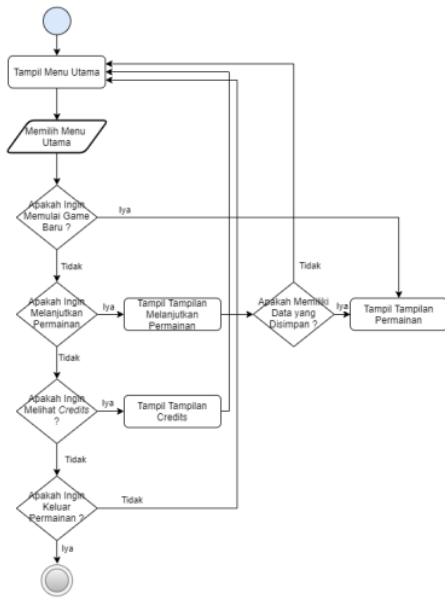 Tampil Menu Utama
Memilih Menu
Utama
Apakah Ingin
Memulai Game
Baru ?
Iya
Tidak
Apakah Ingin
Melanjutkan
Permainan
Iya
Tampil Tampilan
Melanjutkan
Permainan
Apakah Memiliki
Data yang
Disimpan ?
Tidak
Iya
Tampil Tampilan
Permainan
Tidak
Apakah Ingin
Melihat Credits
?
Iya
Tampil Tampilan
Credits
Tidak
Apakah Ingin
Keluar
Permainan ?
Tidak
Iya